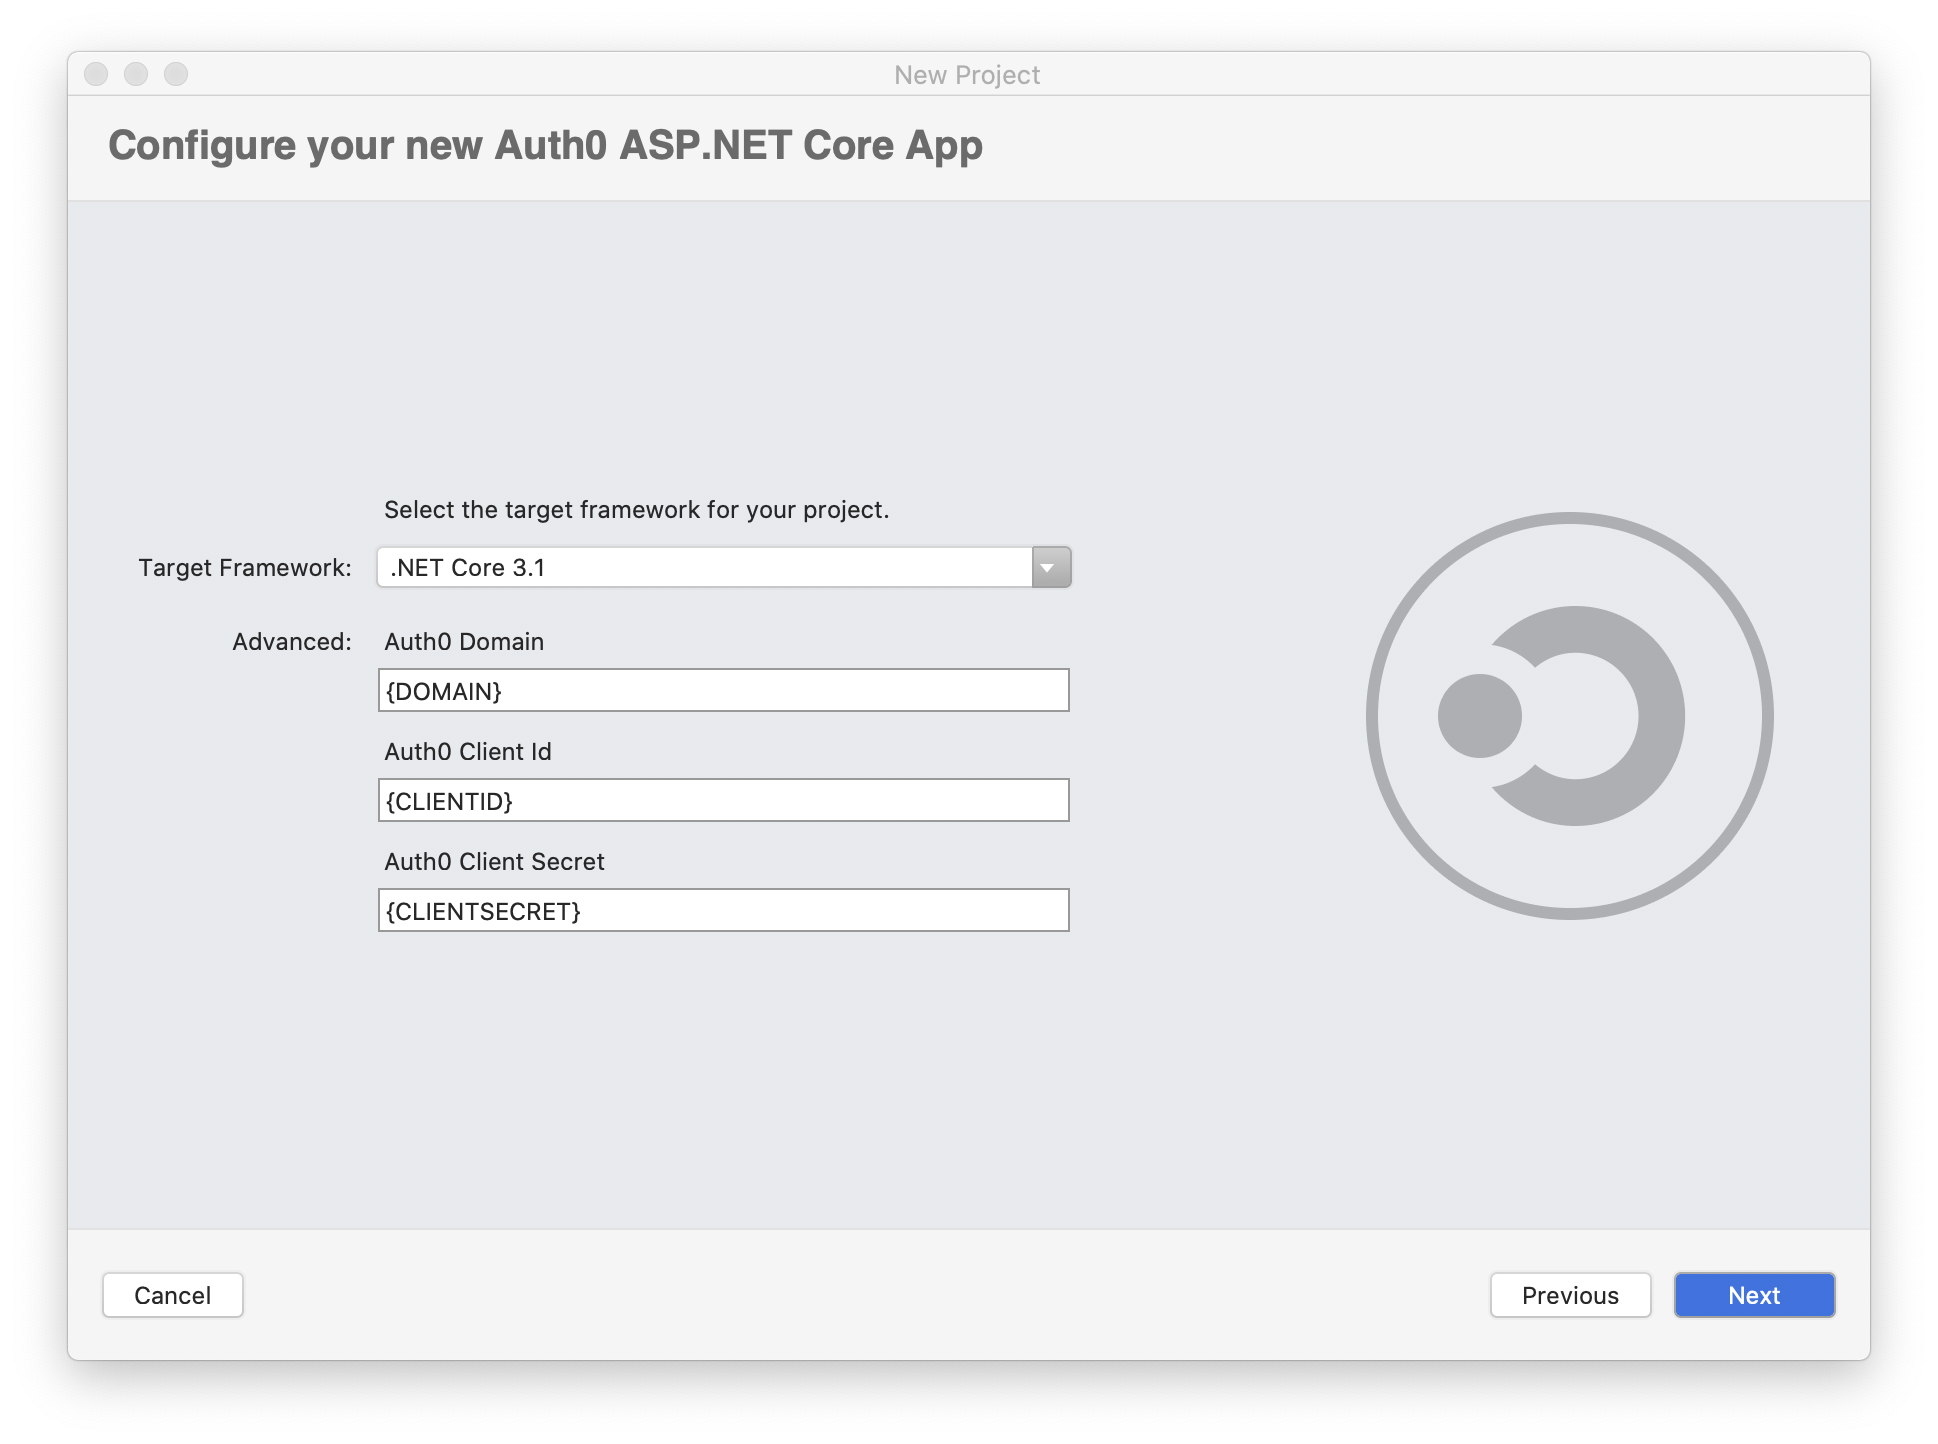 New Project
Configure your new Auth0 ASP.NET Core App
Select the target framework for your project.
Target Framework: .NET Core 3.1
Advanced: Auth0 Domain
{DOMAIN}
Auth0 Client Id
{CLIENTID}
Auth0 Client Secret
{CLIENTSECRET}
Cancel Previous Next